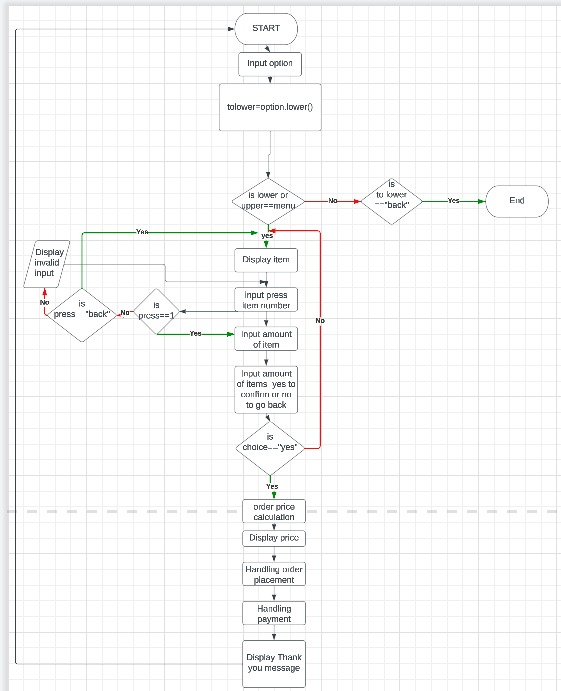 START
Input option
tolower=option.lower()
is lower or
upper==menu
No
is
to lower
=="back"
Yes
End
Yes
yes
Display
invalid
input
Display item
No
is
press "back"
No
is
press==1
Input press
item number
No
Yes
Input amount
of item
Input amount
of items yes to
confirm or no
to go back
is
choice=="yes"
Yes
order price
calculation
Display price
Handling order
placement
Handling
payment
Display Thank
you message